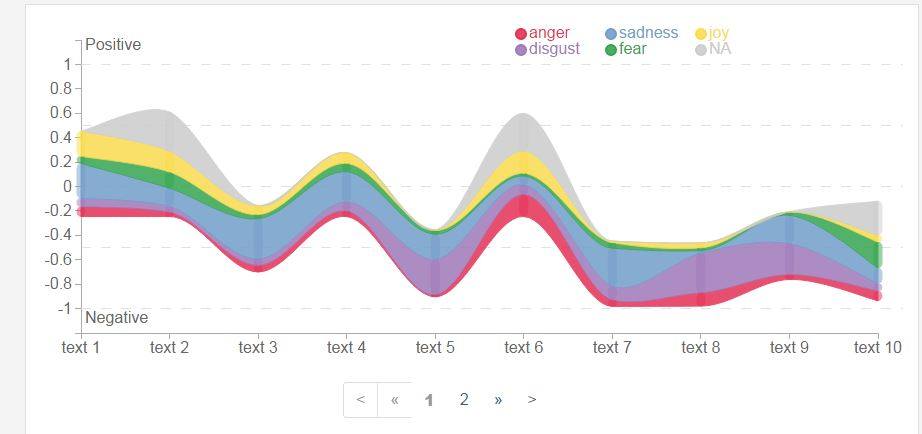 anger sadness joy
Positive
disgust fear NA
1
0.8
0.6
0.4
0.2
0
-0.2
-0.4
-0.6
-0.8
-1
Negative
text 1 text 2 text 3 text 4 text 5 text 6 text 7 text 8 text 9 text 10
< « 1 2 » >